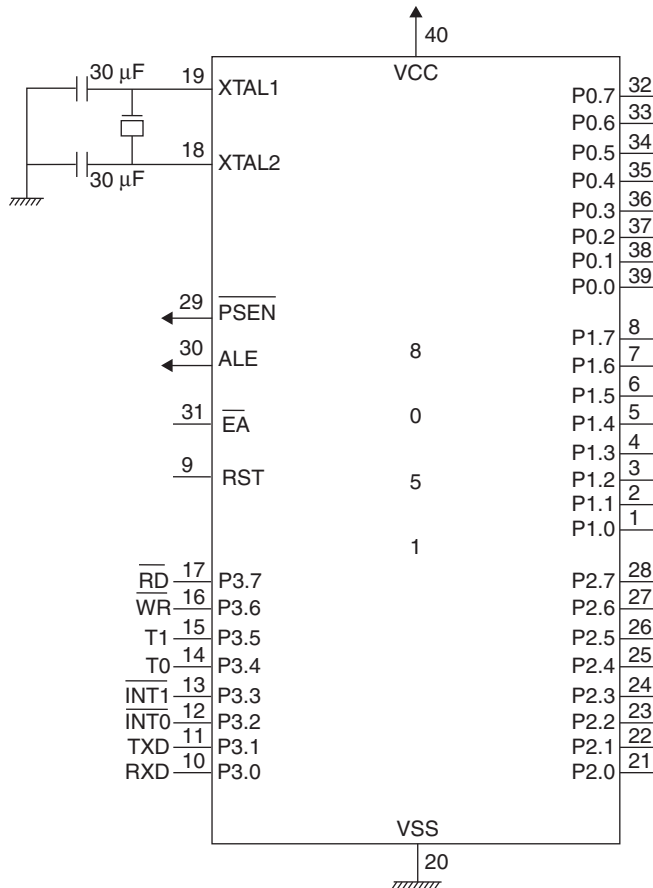 40
VCC
30 μF 19 XTAL1
18 XTAL2
30 μF
29 PSEN
30 ALE
31 EA
9 RST
RD 17 P3.7
WR 16 P3.6
T1 15 P3.5
T0 14 P3.4
INT1 13 P3.3
INT0 12 P3.2
TXD 11 P3.1
RXD 10 P3.0
8
0
5
1
P0.7 32
P0.6 33
P0.5 34
P0.4 35
P0.3 36
P0.2 37
P0.1 38
P0.0 39
P1.7 8
P1.6 7
P1.5 6
P1.4 5
P1.3 4
P1.2 3
P1.1 2
P1.0 1
P2.7 28
P2.6 27
P2.5 26
P2.4 25
P2.3 24
P2.2 23
P2.1 22
P2.0 21
VSS
20